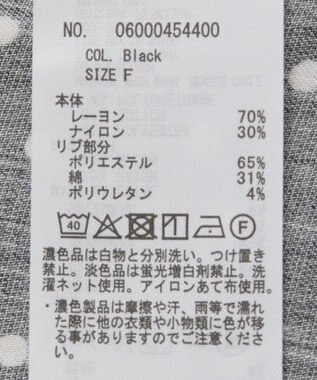 NO. 06000454400
COL. Black
SIZE F
本体
レーヨン 70%
ナイロン 30%
リブ部分
ポリエステル 65%
綿 31%
ポリウレタン 4%
40 F
濃色品は白物と分別洗い。つけ置き
禁止。淡色品は蛍光増白剤禁止。洗
濯ネット使用。アイロンあて布使用。
・濃色製品は摩擦や汗、雨等で濡れ
た際に他の衣類や小物類に色が移
る事がありますのでご注意くださ
い。